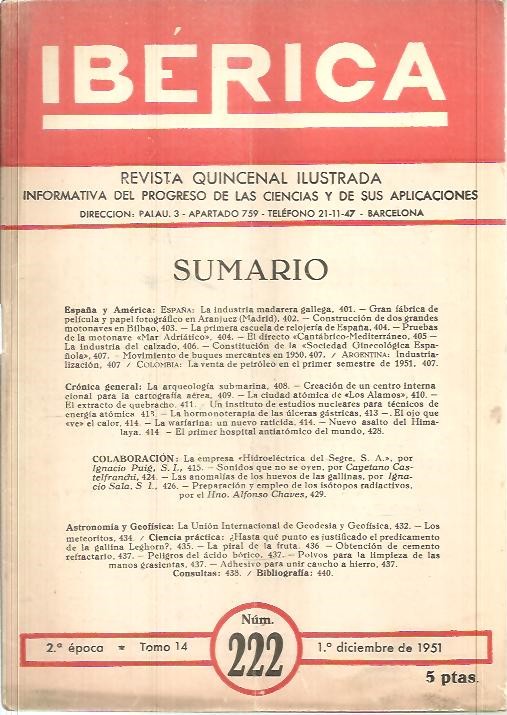 IBÉRICA
REVISTA QUINCENAL ILUSTRADA
INFORMATIVA DEL PROGRESO DE LAS CIENCIAS Y DE SUS APLICACIONES
DIRECCION: PALAU. 3 - APARTADO 759 - TELÉFONO 21-11-47 - BARCELONA
SUMARIO
España y América: ESPAÑA: La industria madarera gallega, 401. — Gran fábrica de
película y papel fotográfico en Aranjuez (Madrid), 402. — Construcción de dos grandes
motonaves en Bilbao, 403. — La primera escuela de relojería de España, 404. — Pruebas
de la motonave «Mar Adriático», 404. — El directo «Cantábrico-Mediterráneo, 405 —
La industria del calzado, 406. — Constitución de la «Sociedad Ginecológica Espa-
ñola», 407. - Movimiento de buques mercantes en 1950, 407. / ARGENTINA: Industria-
lización, 407 / COLOMBIA: La venta de petróleo en el primer semestre de 1951, 407.
Crónica general: La arqueología submarina, 408. — Creación de un centro interna
cional para la cartografía aérea, 409. — La ciudad atómica de «Los Alamos», 410. —
El extracto de quebracho, 411. - Un instituto de estudios nucleares para técnicos de
energía atómica 413. — La hormonoterapia de las úlceras gástricas, 413 —. El ojo que
«ve» el calor, 414. — La warfarina: un nuevo raticida, 414. — Nuevo asalto del Hima-
laya. 414 - El primer hospital antiatómico del mundo, 428.
COLABORACIÓN: La empresa «Hidroeléctrica del Segre, S. A.», por
Ignacio Puig, S. I., 415. — Sonidos que no se oyen, por Cayetano Cas-
telfranchi, 424. — Las anomalías de los huevos de las gallinas, por Igna-
cio Sala, S I., 426. — Preparación y empleo de los isótopos radiactivos,
por el Hno. Alfonso Chaves, 429.
Astronomía y Geofísica: La Unión Internacional de Geodesia y Geofísica, 432. — Los
meteoritos, 434. / Ciencia práctica: ¿Hasta qué punto es justificado el predicamento
de la gallina Leghorn?, 435. — La piral de la fruta. 436 — Obtención de cemento
refractario, 437. — Peligros del ácido bórico, 437. — Polvos para la limpieza de las
manos grasientas, 437. — Adhesivo para unir caucho a hierro, 437.
Consultas: 438. / Bibliografía: 440.
2.ª época * Tomo 14
Núm.
222
1.º diciembre de 1951
5 ptas.